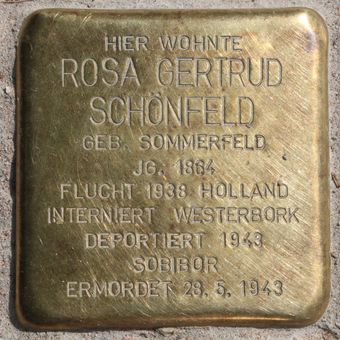 HIER WOHNTE
ROSA GERTRUD
SCHÖNFELD
GEB. SOMMERFELD
JG. 1864
FLUCHT 1938 HOLLAND
INTERNIERT WESTERBORK
DEPORTIERT 1943
SOBIBOR
ERMORDET 28.5.1943